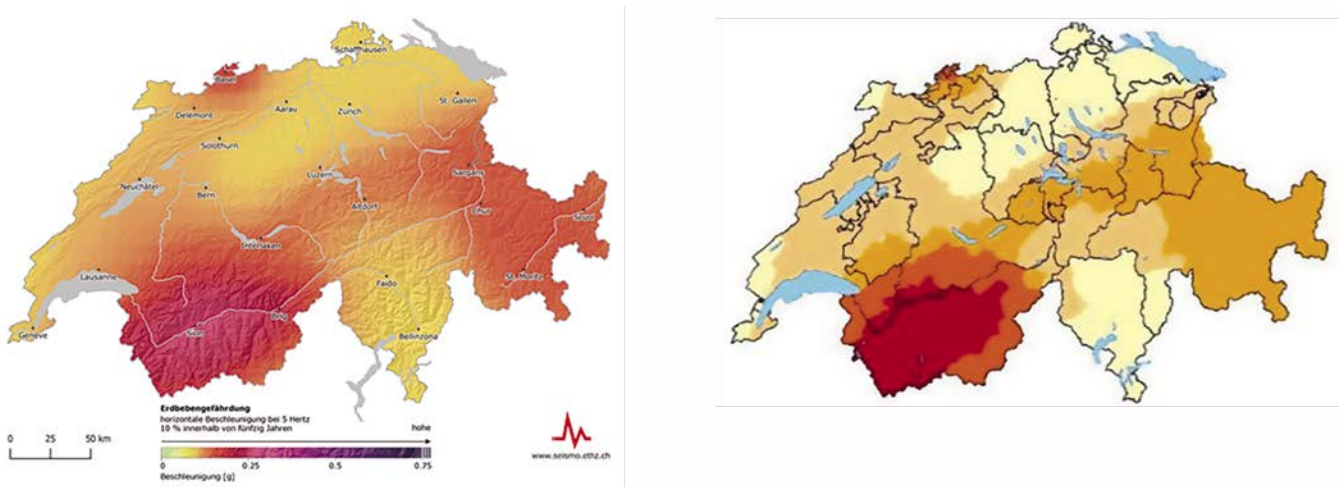 Schaffhausen
Basel
St. Gallen
Aarau
Zürich
Delémont
Solothurn
Sargans
Luzern
Neuchâtel
Bern
Altdorf
Chur
Scuol
Interlaken
Lausanne
Faido
St. Moritz
Brig
Sion
Genève
Bellinzona
Erdbebengefährdung
horizontale Beschleunigung bei 5 Hertz
10 % innerhalb von fünfzig Jahren
hohe
0 25 50 km
0 0.25 0.5 0.75
Beschleunigung [g]
www.seismo.ethz.ch